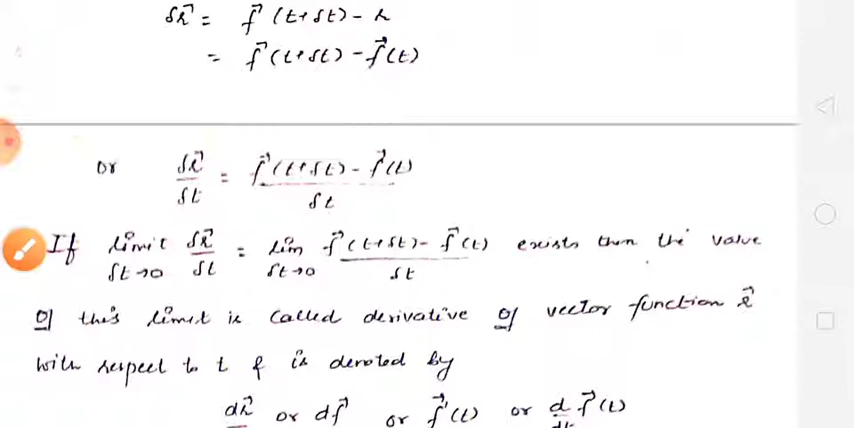 δr⃗ = f⃗(t+δt) - r
= f⃗(t+δt) - f⃗(t)
or δr⃗/δt = f⃗(t+δt) - f⃗(t)/δt
If limit δt→0 δr⃗/δt = lim δt→0 f⃗(t+δt) - f⃗(t)/δt exists then the value
of this limit is called derivative of vector function r⃗
with respect to t & is denoted by
dr⃗ or df⃗ or f⃗'(t) or d/dt f⃗(t)